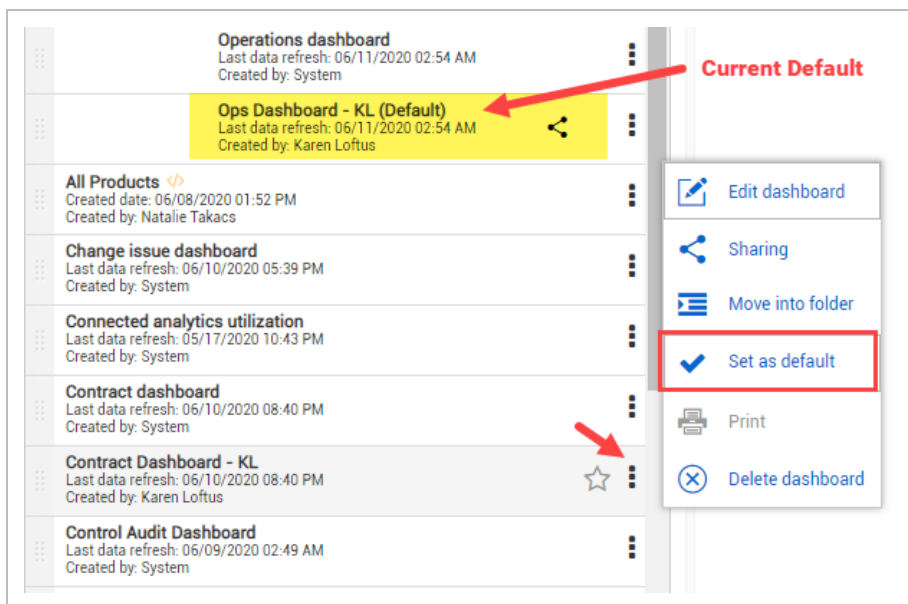 Operations dashboard
Last data refresh: 06/11/2020 02:54 AM
Created by: System
Current Default
Ops Dashboard - KL (Default)
Last data refresh: 06/11/2020 02:54 AM
Created by: Karen Loftus
All Products </>
Created date: 06/08/2020 01:52 PM
Created by: Natalie Takacs
Change issue dashboard
Last data refresh: 06/10/2020 05:39 PM
Created by: System
Connected analytics utilization
Last data refresh: 05/17/2020 10:43 PM
Created by: System
Contract dashboard
Last data refresh: 06/10/2020 08:40 PM
Created by: System
Contract Dashboard - KL
Last data refresh: 06/10/2020 08:40 PM
Created by: Karen Loftus
Control Audit Dashboard
Last data refresh: 06/09/2020 02:49 AM
Created by: System
Edit dashboard
Sharing
Move into folder
Set as default
Print
Delete dashboard